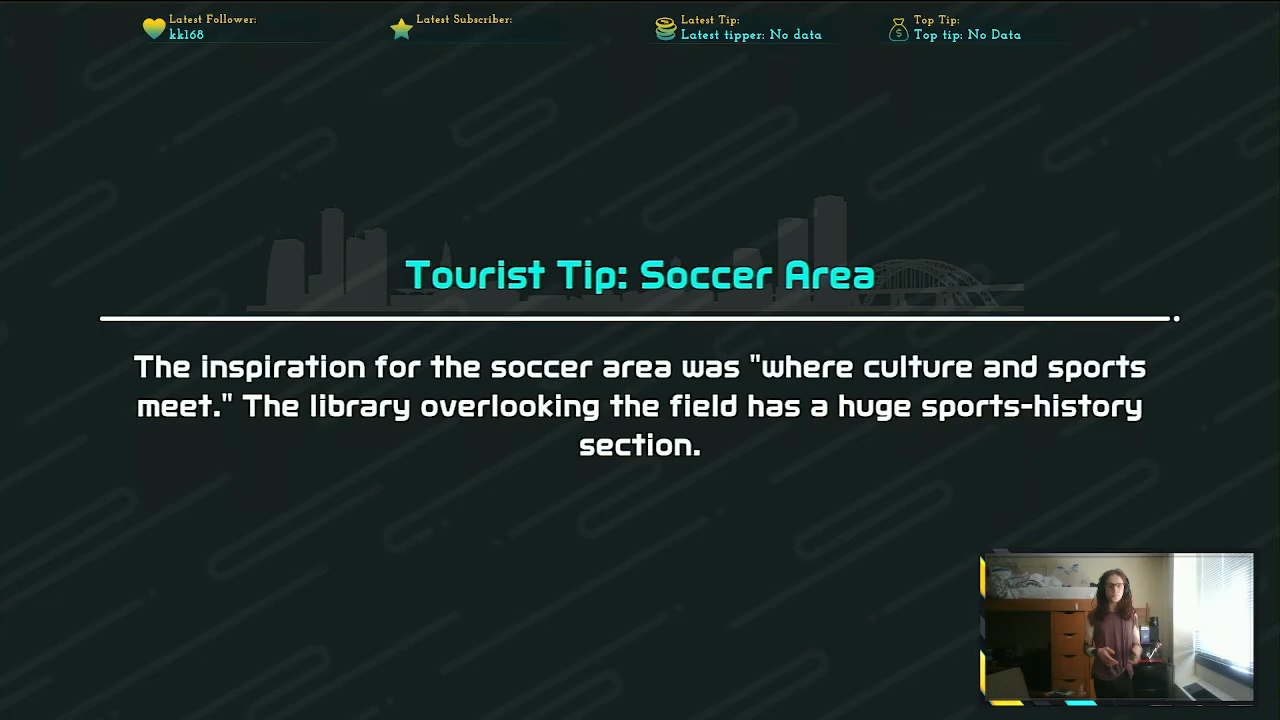 Latest Follower:
kk168
Latest Subscriber:
Latest Tip:
Latest tipper: No data
Top Tip:
Top tip: No Data
Tourist Tip: Soccer Area
The inspiration for the soccer area was "where culture and sports
meet." The library overlooking the field has a huge sports-history
section.